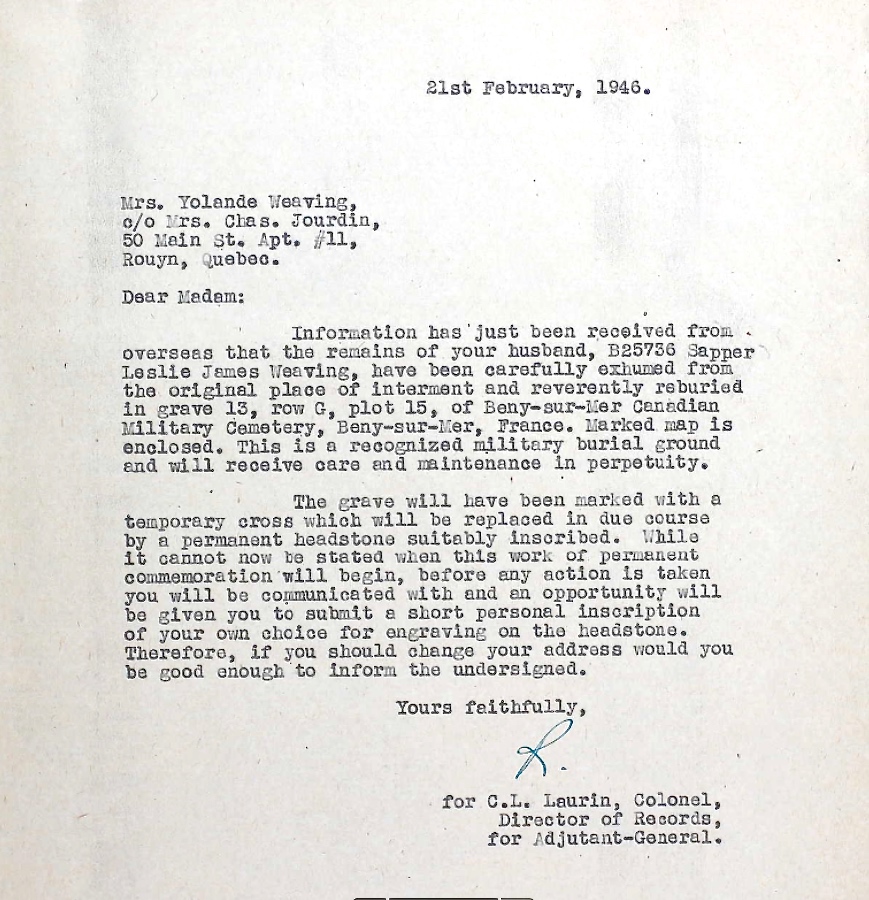 21st February, 1946.
Mrs. Yolande Weaving,
c/o Mrs. Chas. Jourdin,
50 Main St. Apt. #11,
Rouyn, Quebec.
Dear Madam:
Information has just been received from
overseas that the remains of your husband, B25736 Sapper
Leslie James Weaving, have been carefully exhumed from
the original place of interment and reverently reburied
in grave 13, row G, plot 15, of Beny-sur-Mer Canadian
Military Cemetery, Beny-sur-Mer, France. Marked map is
enclosed. This is a recognized military burial ground
and will receive care and maintenance in perpetuity.
The grave will have been marked with a
temporary cross which will be replaced in due course
by a permanent headstone suitably inscribed. While
it cannot now be stated when this work of permanent
commemoration will begin, before any action is taken
you will be communicated with and an opportunity will
be given you to submit a short personal inscription
of your own choice for engraving on the headstone.
Therefore, if you should change your address would you
be good enough to inform the undersigned.
Yours faithfully,
R.
for C.L. Laurin, Colonel,
Director of Records,
for Adjutant-General.